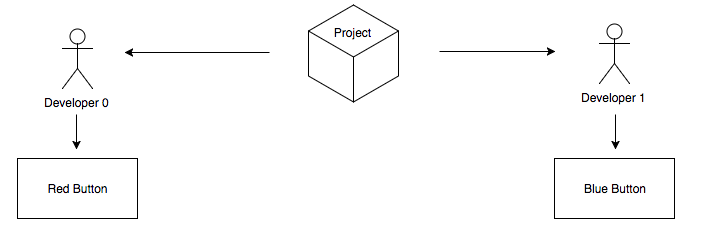 Project
Developer 0
Developer 1
Red Button
Blue Button